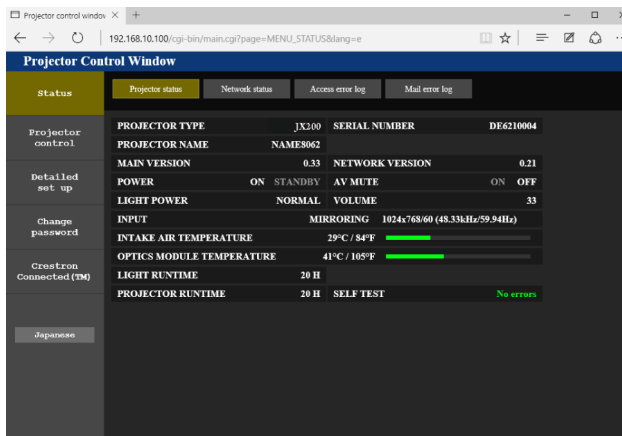 Projector control window
192.168.10.100/cgi-bin/main.cgi?page=MENU_STATUS&lang=e
Projector Control Window
Status
Projector status
Network status
Access error log
Mail error log
Projector
control
Detailed
set up
Change
password
Crestron
Connected(TM)
Japanese
PROJECTOR TYPE JX200 SERIAL NUMBER DE6210004
PROJECTOR NAME NAME8062
MAIN VERSION 0.33 NETWORK VERSION 0.21
POWER ON STANDBY AV MUTE ON OFF
LIGHT POWER NORMAL VOLUME 33
INPUT MIRRORING 1024x768/60 (48.33kHz/59.94Hz)
INTAKE AIR TEMPERATURE 29°C / 84°F
OPTICS MODULE TEMPERATURE 41°C / 105°F
LIGHT RUNTIME 20 H
PROJECTOR RUNTIME 20 H SELF TEST No errors